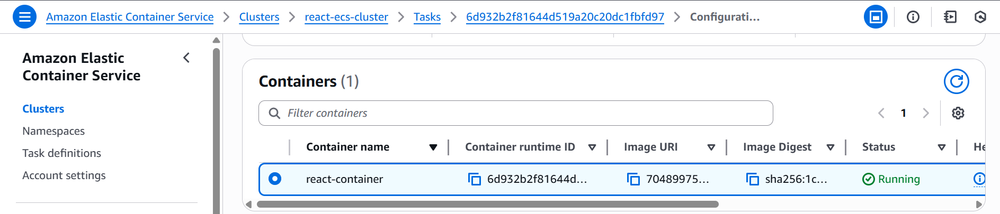 Amazon Elastic Container Service > Clusters > react-ecs-cluster > Tasks > 6d932b2f81644d519a20c20dc1fbfd97 > Configurati...
Amazon Elastic
Container Service
Clusters
Namespaces
Task definitions
Account settings
Containers (1)
Filter containers
1
Container name Container runtime ID Image URI Image Digest Status He
react-container 6d932b2f81644d... 70489975... sha256:1c... Running